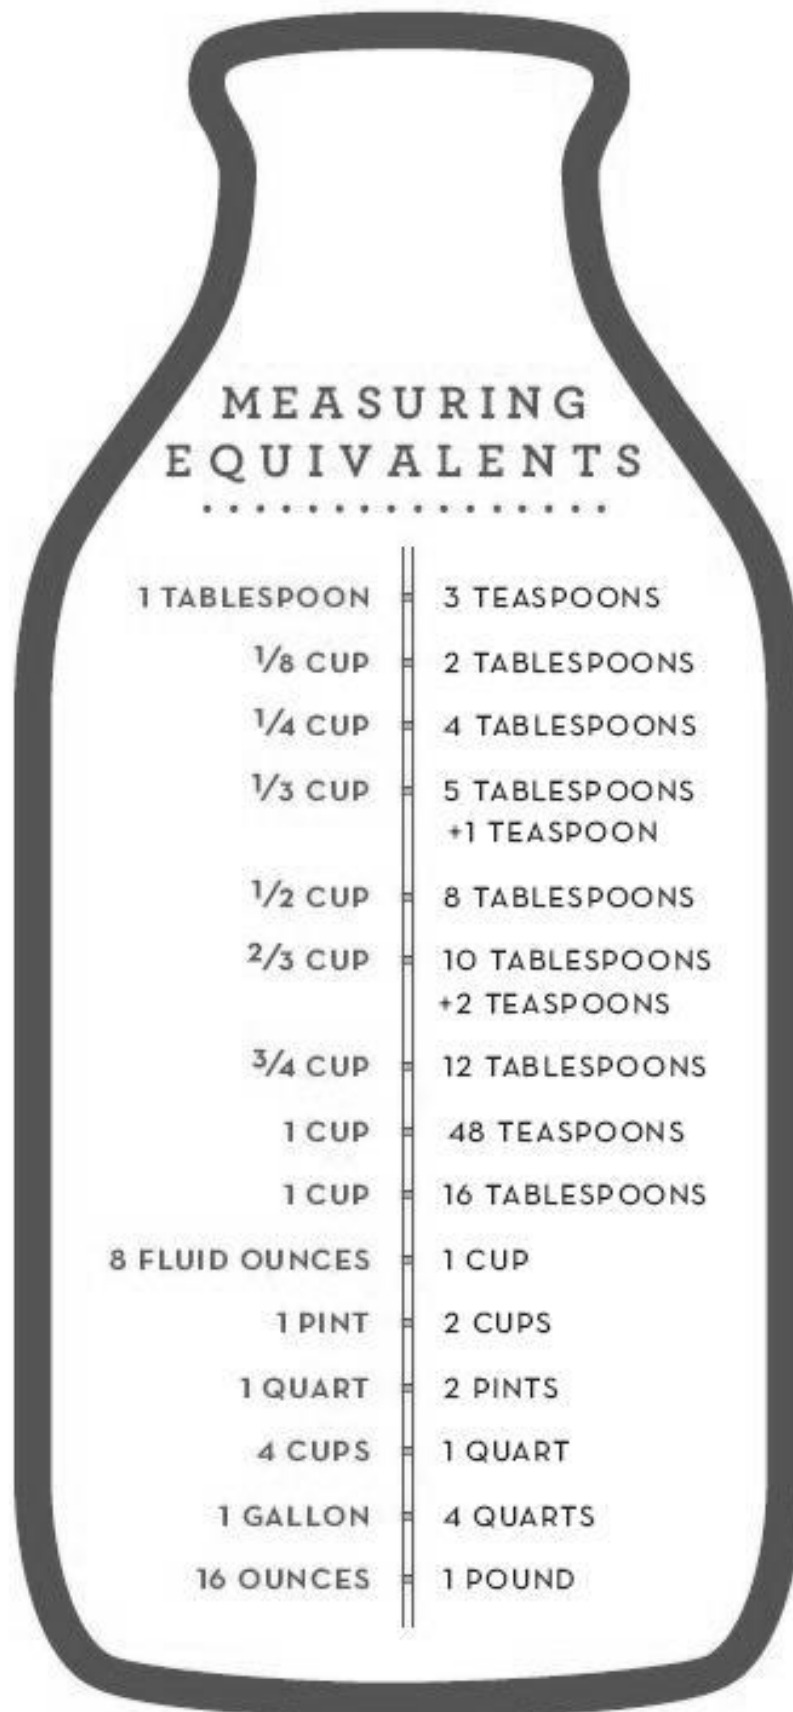 MEASURING
EQUIVALENTS
1 TABLESPOON 3 TEASPOONS
1/8 CUP 2 TABLESPOONS
1/4 CUP 4 TABLESPOONS
1/3 CUP 5 TABLESPOONS
+1 TEASPOON
1/2 CUP 8 TABLESPOONS
2/3 CUP 10 TABLESPOONS
+2 TEASPOONS
3/4 CUP 12 TABLESPOONS
1 CUP 48 TEASPOONS
1 CUP 16 TABLESPOONS
8 FLUID OUNCES 1 CUP
1 PINT 2 CUPS
1 QUART 2 PINTS
4 CUPS 1 QUART
1 GALLON 4 QUARTS
16 OUNCES 1 POUND